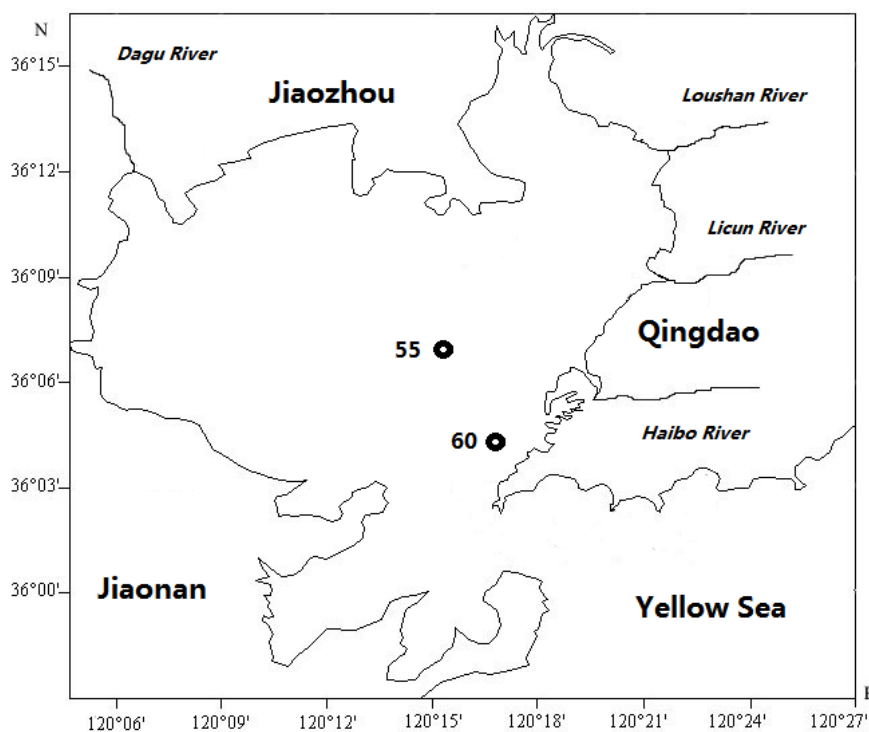 N
36°15'
Dagu River
Jiaozhou
Loushan River
36°12'
Licun River
36°09'
Qingdao
55
36°06'
60
Haibo River
36°03'
36°00'
Jiaonan
Yellow Sea
E
120°06'
120°09'
120°12'
120°15'
120°18'
120°21'
120°24'
120°27'